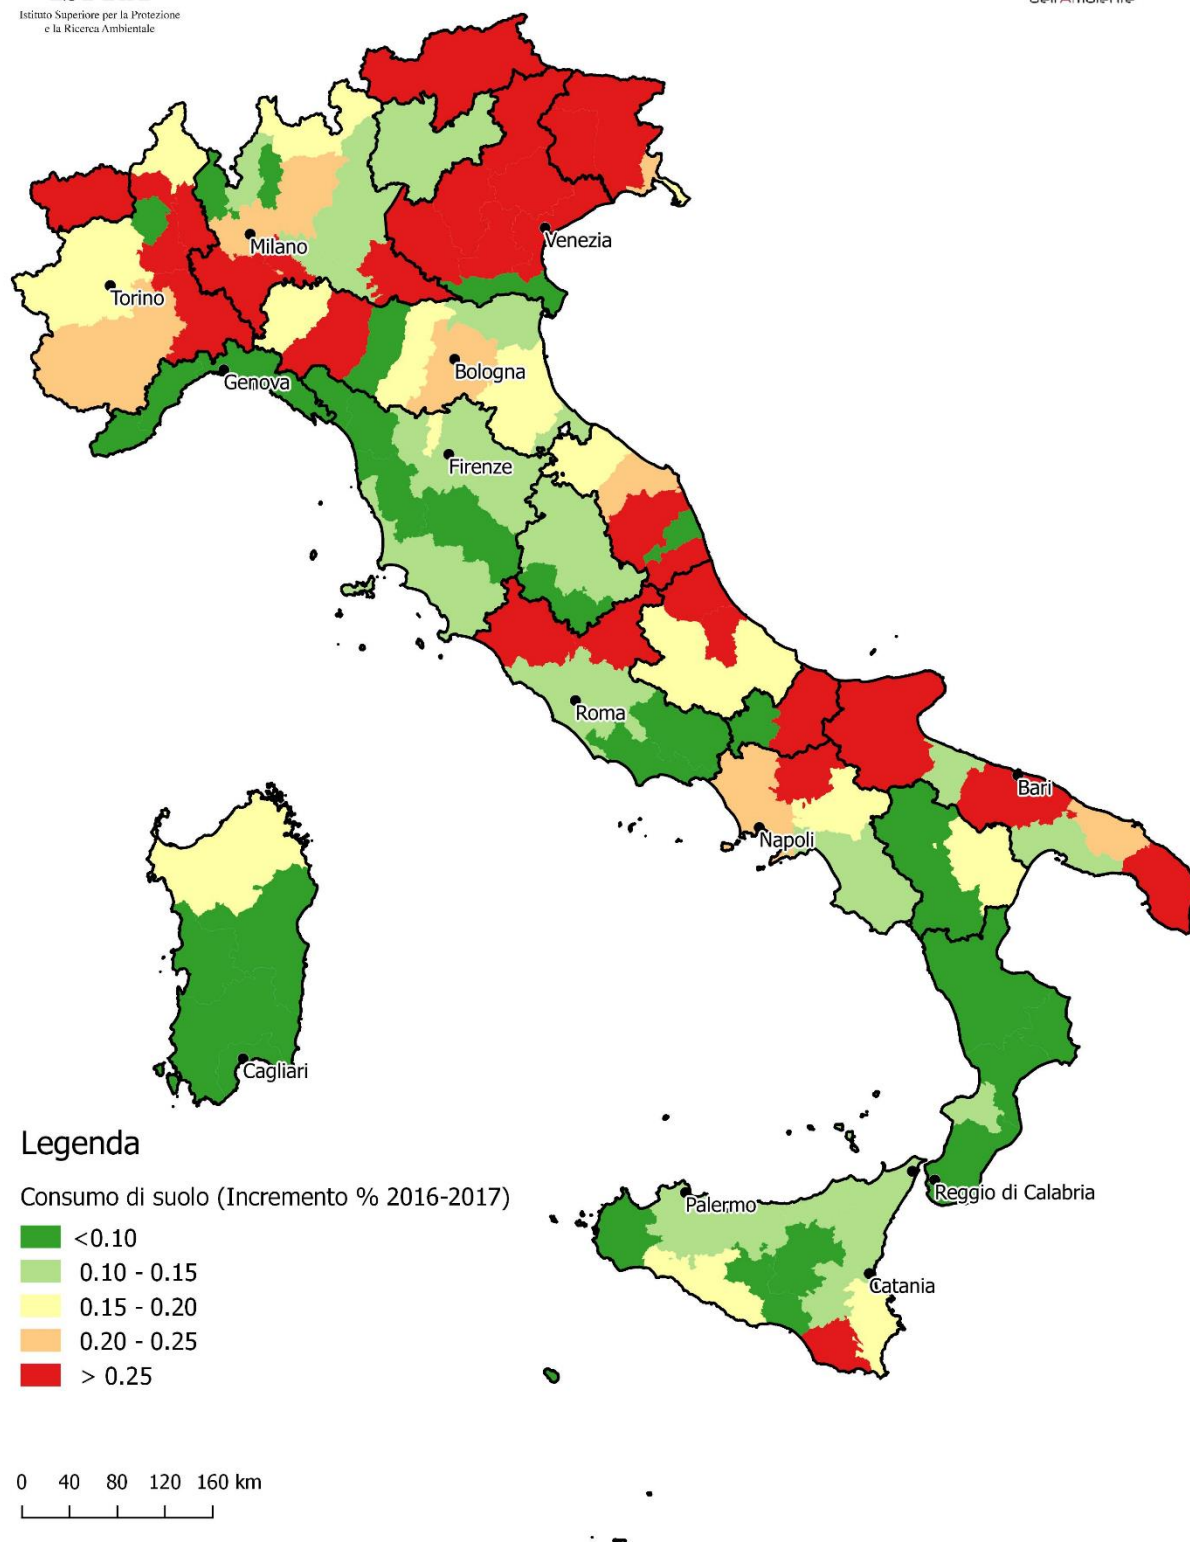 Istituto Superiore per la Protezione
e la Ricerca Ambientale
Milano
Venezia
Torino
Bologna
Genova
Firenze
Roma
Bari
Napoli
Cagliari
Legenda
Reggio di Calabria
Palermo
Consumo di suolo (Incremento % 2016-2017)
<0.10
0.10 - 0.15
Catania
0.15 - 0.20
0.20 - 0.25
> 0.25
0 40 80 120 160 km